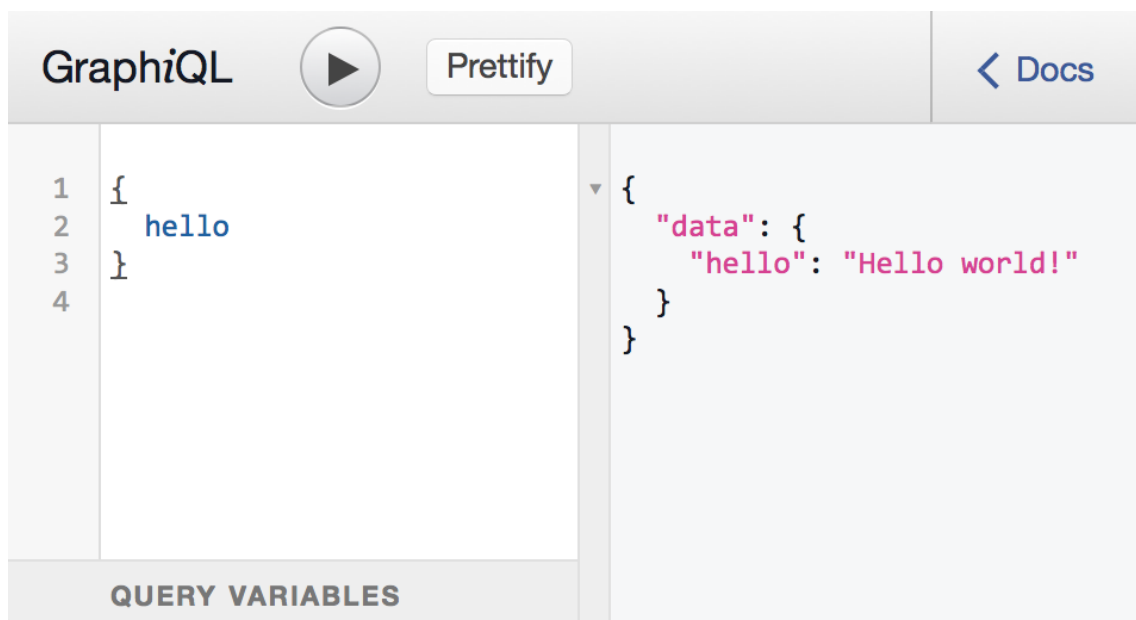 GraphiQL Prettify Docs
1 {
2 hello
3 }
4
{
"data": {
"hello": "Hello world!"
}
}
QUERY VARIABLES